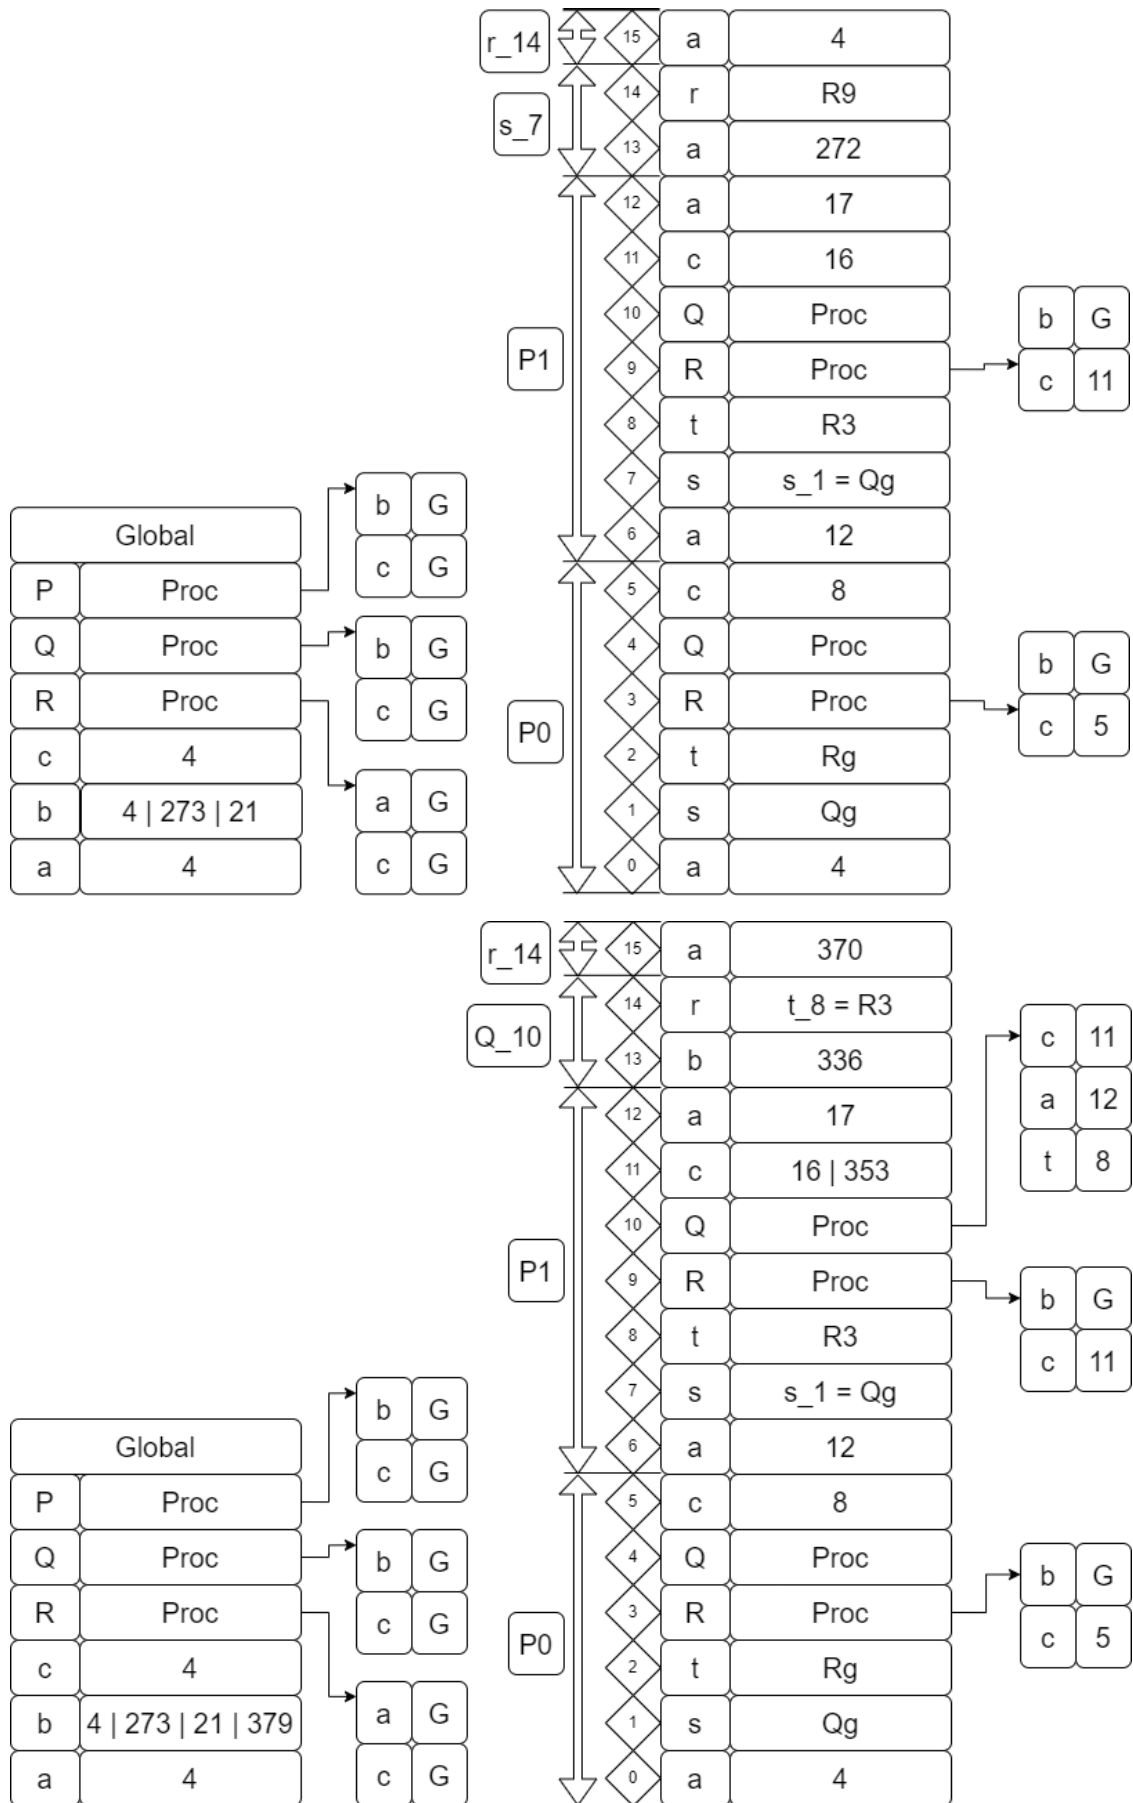 r_14 15 a 4
14 r R9
s_7
13 a 272
12 a 17
11 c 16
10 Q Proc b G
P1 9 R Proc c 11
8 t R3
7 s s_1 = Qg
b G
Global 6 a 12
c G
P Proc 5 c 8
Q Proc b G 4 Q Proc b G
R Proc c G P0 3 R Proc c 5
c 4 2 t Rg
b 4 | 273 | 21 a G 1 s Qg
a 4 c G 0 a 4
r_14 15 a 370
14 r t_8 = R3
Q_10 c 11
13 b 336
12 a 17 a 12
11 c 16 | 353 t 8
10 Q Proc
P1 9 R Proc b G
8 t R3 c 11
7 s s_1 = Qg
b G
Global 6 a 12
c G
P Proc 5 c 8
Q Proc b G 4 Q Proc b G
R Proc c G P0 3 R Proc c 5
c 4 2 t Rg
b 4 | 273 | 21 | 379 a G 1 s Qg
a 4 c G 0 a 4